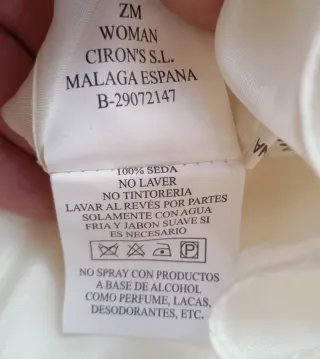 ZM
WOMAN
CIRON'S S.L.
MALAGA ESPANA
B-29072147
100% SEDA
NO LAVER
NO TINTORERIA
LAVAR AL REVÉS POR PARTES
SOLAMENTE CON AGUA
FRIA Y JABON SUAVE SI
ES NECESARIO
P
NO SPRAY CON PRODUCTOS
A BASE DE ALCOHOL
COMO PERFUME, LACAS,
DESODORANTES, ETC.